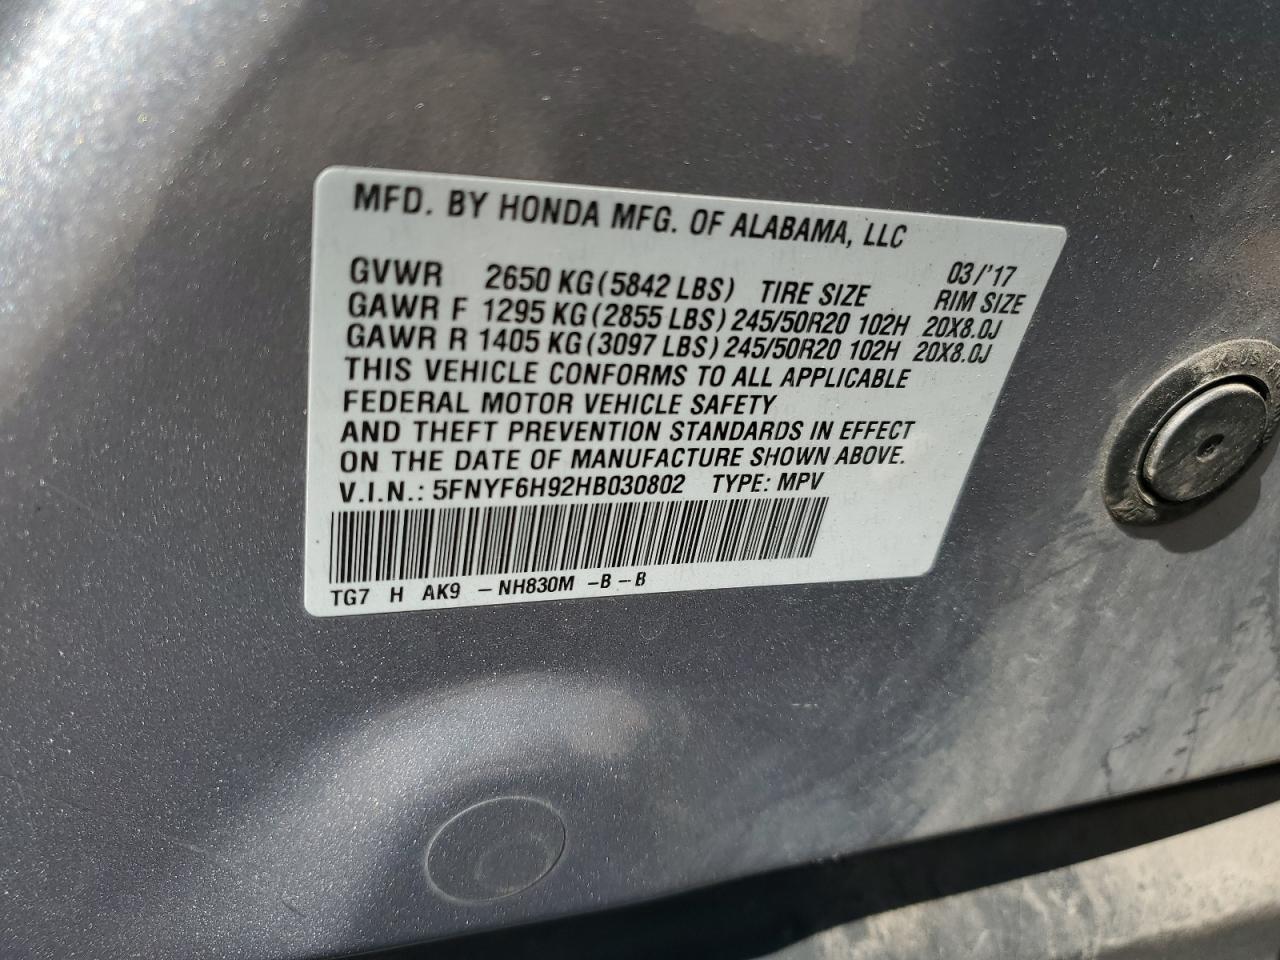 MFD. BY HONDA MFG. OF ALABAMA, LLC
03/'17
GVWR 2650 KG (5842 LBS) TIRE SIZE RIM SIZE
GAWR F 1295 KG (2855 LBS) 245/50R20 102H 20X8.0J
GAWR R 1405 KG (3097 LBS) 245/50R20 102H 20X8.0J
THIS VEHICLE CONFORMS TO ALL APPLICABLE
FEDERAL MOTOR VEHICLE SAFETY
AND THEFT PREVENTION STANDARDS IN EFFECT
ON THE DATE OF MANUFACTURE SHOWN ABOVE.
V.I.N.: 5FNYF6H92HB030802 TYPE: MPV
TG7 H AK9 -NH830M -B-B